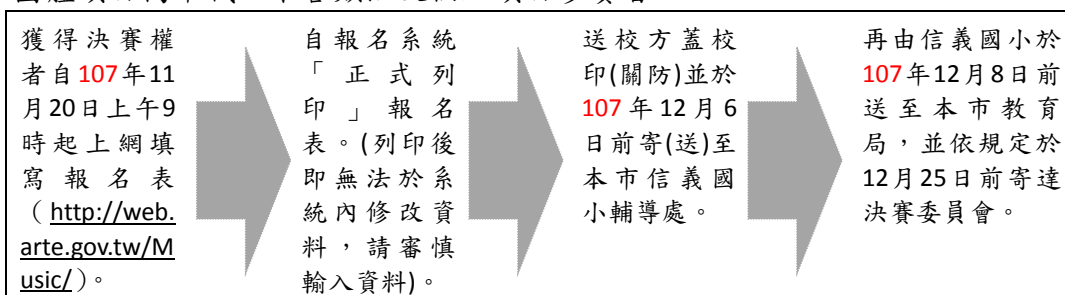 獲得決賽權
者自107年11
月20日上午9
時起上網填
寫報名表
（http://web.
arte.gov.tw/M
usic/）。
自報名系統
「正式列
印」報名
表。(列印後
即無法於系
統內修改資
料，請審慎
輸入資料)。
送校方蓋校
印(關防)並於
107年12月6
日前寄(送)至
本市信義國
小輔導處。
再由信義國小於
107年12月8日前
送至本市教育
局，並依規定於
12月25日前寄達
決賽委員會。